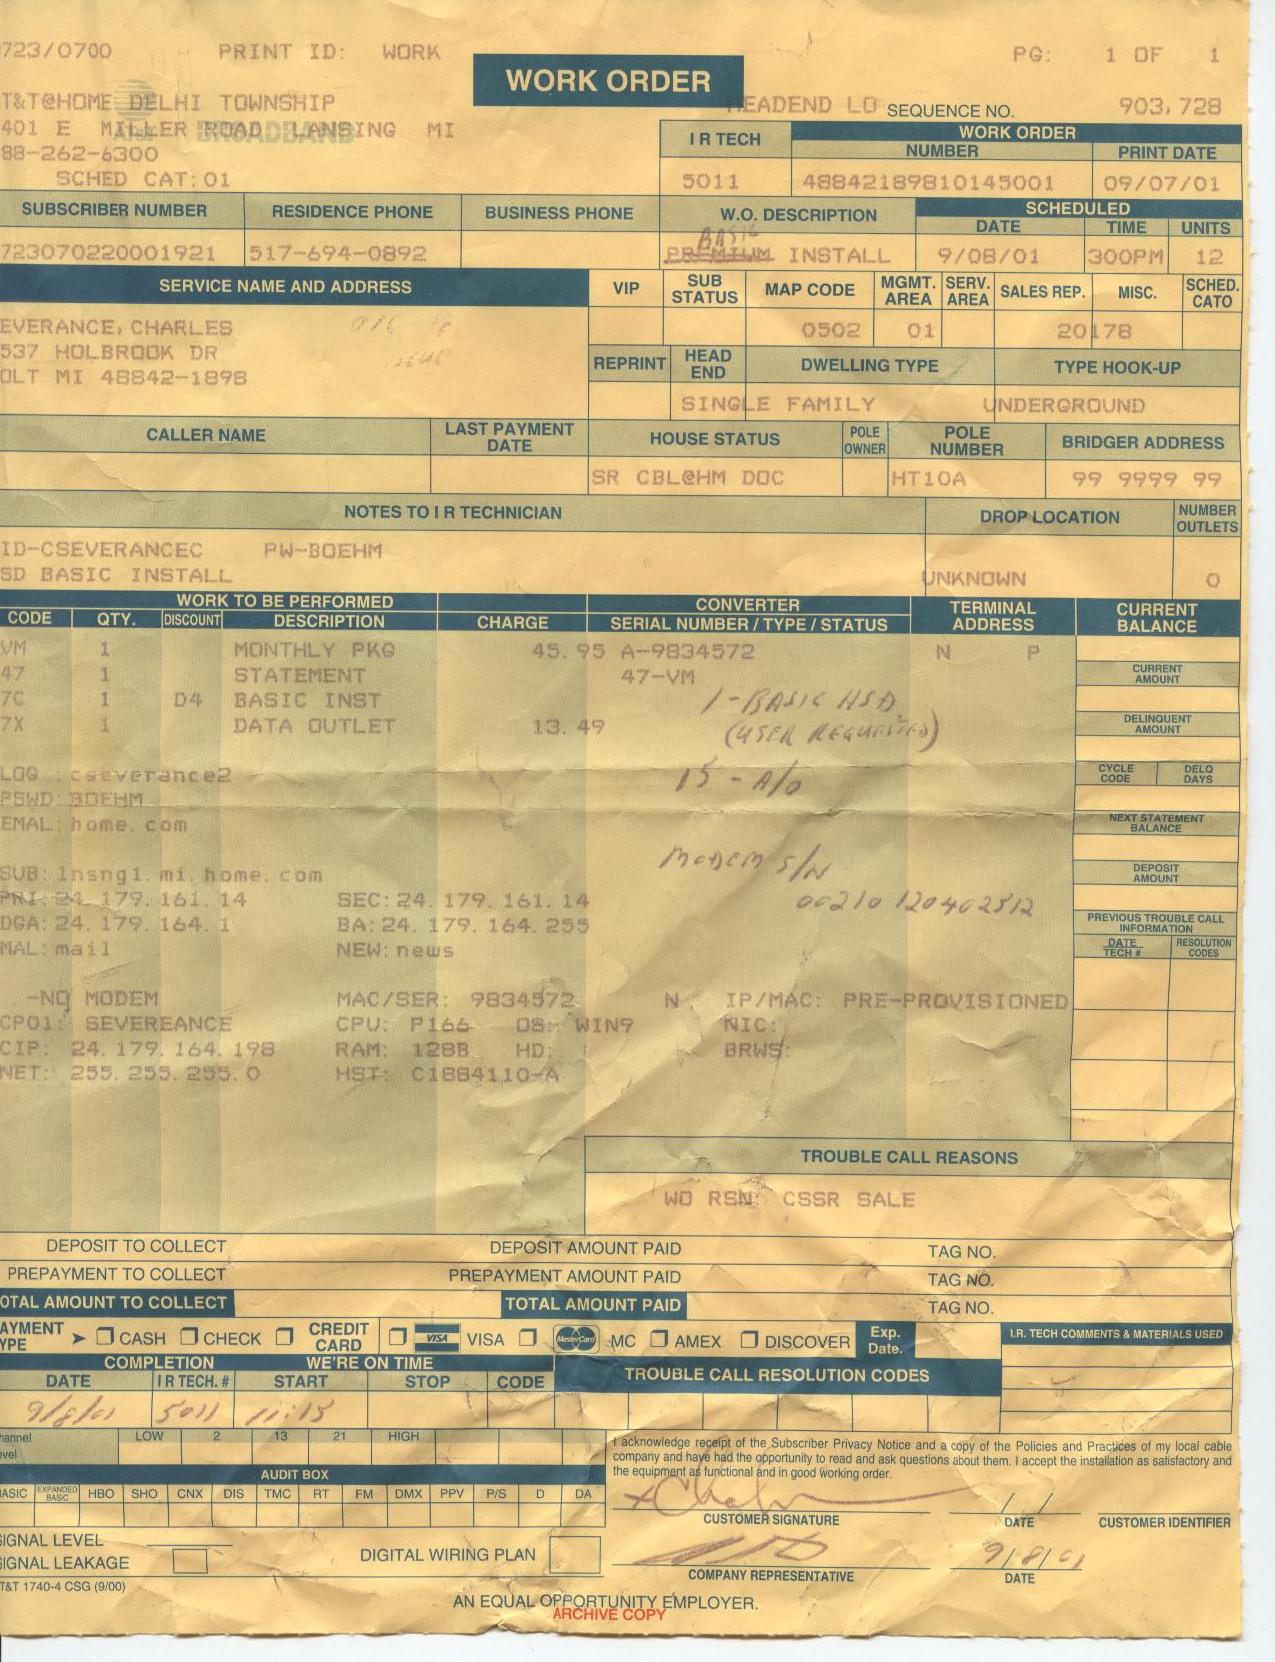 723/0700 PRINT ID: WORK PG: 1 OF 1
WORK ORDER
T&T@HOME DELHI TOWNSHIP HEADEND LO SEQUENCE NO. 903,728
401 E MILLER ROAD LANSING MI
AT&T BROADBAND
88-262-6300
SCHED CAT:01
I R TECH WORK ORDER
NUMBER PRINT DATE
5011 48842189810145001 09/07/01
SUBSCRIBER NUMBER RESIDENCE PHONE BUSINESS PHONE W.O. DESCRIPTION SCHEDULED
DATE TIME UNITS
BASIC
723070220001921 517-694-0892 PREMIUM INSTALL 9/08/01 300PM 12
SERVICE NAME AND ADDRESS VIP SUB STATUS MAP CODE MGMT. AREA SERV. AREA SALES REP. MISC. SCHED. CATO
EVERANCE, CHARLES 0502 01 20178
537 HOLBROOK DR
OLT MI 48842-1898
REPRINT HEAD END DWELLING TYPE TYPE HOOK-UP
SINGLE FAMILY UNDERGROUND
CALLER NAME LAST PAYMENT DATE HOUSE STATUS POLE OWNER POLE NUMBER BRIDGER ADDRESS
SR CBL@HM DOC HT10A 99 9999 99
NOTES TO I R TECHNICIAN DROP LOCATION NUMBER OUTLETS
ID-CSEVERANCEC PW-BOEHM
SD BASIC INSTALL UNKNOWN 0
WORK TO BE PERFORMED CONVERTER TERMINAL ADDRESS CURRENT BALANCE
CODE QTY. DISCOUNT DESCRIPTION CHARGE SERIAL NUMBER / TYPE / STATUS
VM 1 MONTHLY PKG 45.95 A-9834572 N P
47 1 STATEMENT 47-VM
7C 1 D4 BASIC INST 1-BASIC HSD
7X 1 DATA OUTLET 13.49 (USER REQUESTED)
CURRENT AMOUNT
DELINQUENT AMOUNT
LOG :cseverance2 15 - A/O
CYCLE CODE DELQ DAYS
PSWD:BOEHM
EMAL:home.com
NEXT STATEMENT BALANCE
MODEM S/N
SUB:lnsng1.mi.home.com
DEPOSIT AMOUNT
PRI:24.179.161.14 SEC:24.179.161.14 00210 120402512
DGA:24.179.164.1 BA:24.179.164.255
PREVIOUS TROUBLE CALL INFORMATION
DATE TECH # RESOLUTION CODES
MAL:mail NEW:news
-NO MODEM MAC/SER: 9834572 N IP/MAC: PRE-PROVISIONED
CPO1: SEVEREANCE CPU: P166 OS: WIN9 NIC:
CIP: 24.179.164.198 RAM: 128B HD: BRWS:
NET: 255.255.255.0 HST: C1884110-A
TROUBLE CALL REASONS
WO RSN: CSSR SALE
DEPOSIT TO COLLECT DEPOSIT AMOUNT PAID TAG NO.
PREPAYMENT TO COLLECT PREPAYMENT AMOUNT PAID TAG NO.
OTAL AMOUNT TO COLLECT TOTAL AMOUNT PAID TAG NO.
AYMENT YPE CASH CHECK CREDIT CARD VISA VISA MasterCard MC AMEX DISCOVER Exp. Date. I.R. TECH COMMENTS & MATERIALS USED
COMPLETION WE'RE ON TIME TROUBLE CALL RESOLUTION CODES
DATE I R TECH. # START STOP CODE
9/8/01 5011 11:15
hannel LOW 2 13 21 HIGH
evel
I acknowledge receipt of the Subscriber Privacy Notice and a copy of the Policies and Practices of my local cable
company and have had the opportunity to read and ask questions about them. I accept the installation as satisfactory and
the equipment as functional and in good working order.
AUDIT BOX
ASIC EXPANDED BASIC HBO SHO CNX DIS TMC RT FM DMX PPV P/S D DA
X
/ /
CUSTOMER SIGNATURE DATE CUSTOMER IDENTIFIER
SIGNAL LEVEL
SIGNAL LEAKAGE DIGITAL WIRING PLAN
9/8/01
COMPANY REPRESENTATIVE DATE
T&T 1740-4 CSG (9/00)
AN EQUAL OPPORTUNITY EMPLOYER.
ARCHIVE COPY